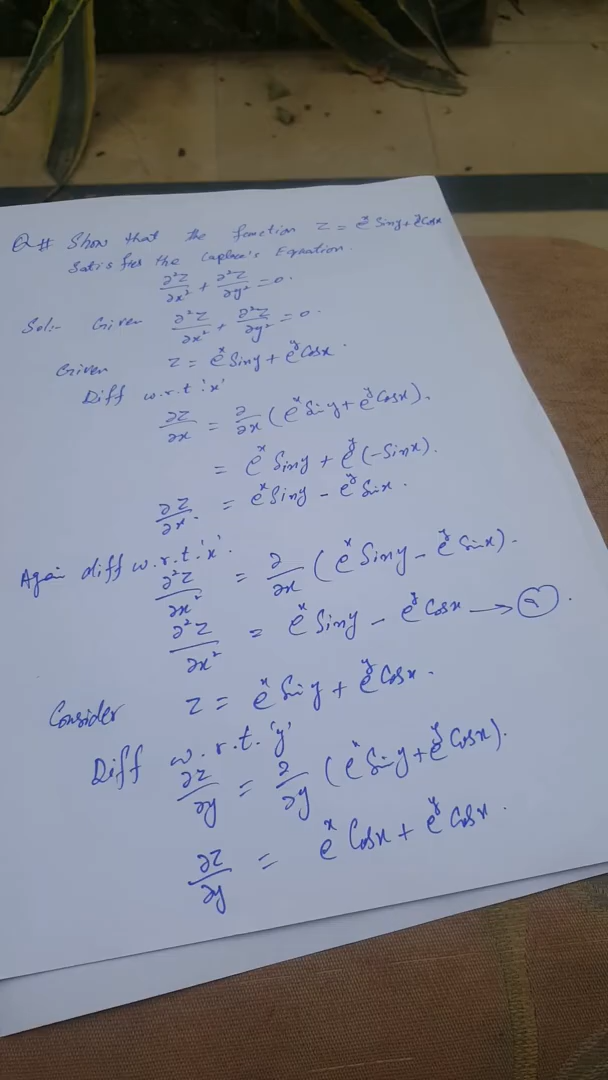 Q # Show that the function Z = e^x Siny + e^y Cosx
Satisfies the Laplace's Equation.
∂²Z/∂x² + ∂²Z/∂y² = 0.
Sol:- Given ∂²Z/∂x² + ∂²Z/∂y² = 0.
Given Z = e^x Siny + e^y Cosx.
Diff w.r.t 'x'
∂Z/∂x = ∂/∂x (e^x Siny + e^y Cosx).
= e^x Siny + e^y (-Sinx).
∂Z/∂x. = e^x Siny - e^y Sinx.
Again diff w.r.t. 'x'.
∂²Z/∂x² = ∂/∂x (e^x Siny - e^y Sinx).
∂²Z/∂x² = e^x Siny - e^y Cosx →
Consider Z = e^x Siny + e^y Cosx.
Diff w.r.t. 'y'
∂Z/∂y = ∂/∂y (e^x Siny + e^y Cosx).
∂Z/∂y = e^x Cosx + e^y Cosx.